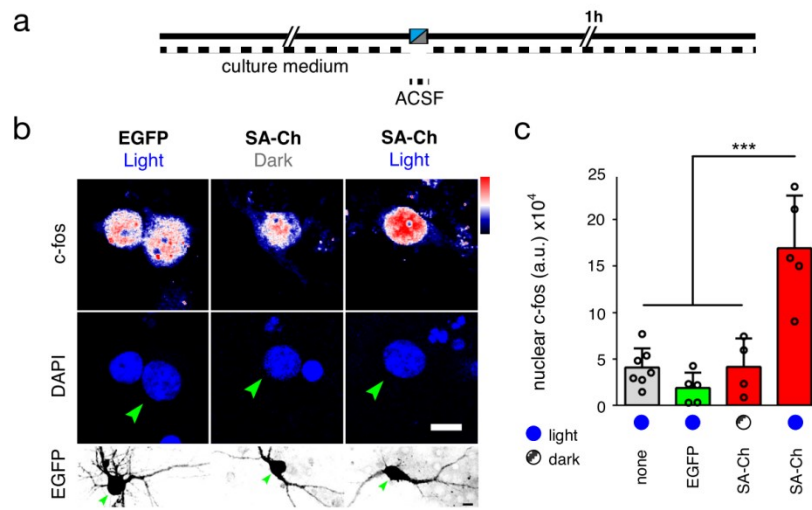 a
1h
culture medium
ACSF
b
EGFP
Light
SA-Ch
Dark
SA-Ch
Light
c-fos
DAPI
EGFP
c
***
nuclear c-fos (a.u.) x10⁴
25
20
15
10
5
0
light
dark
none
EGFP
SA-Ch
SA-Ch